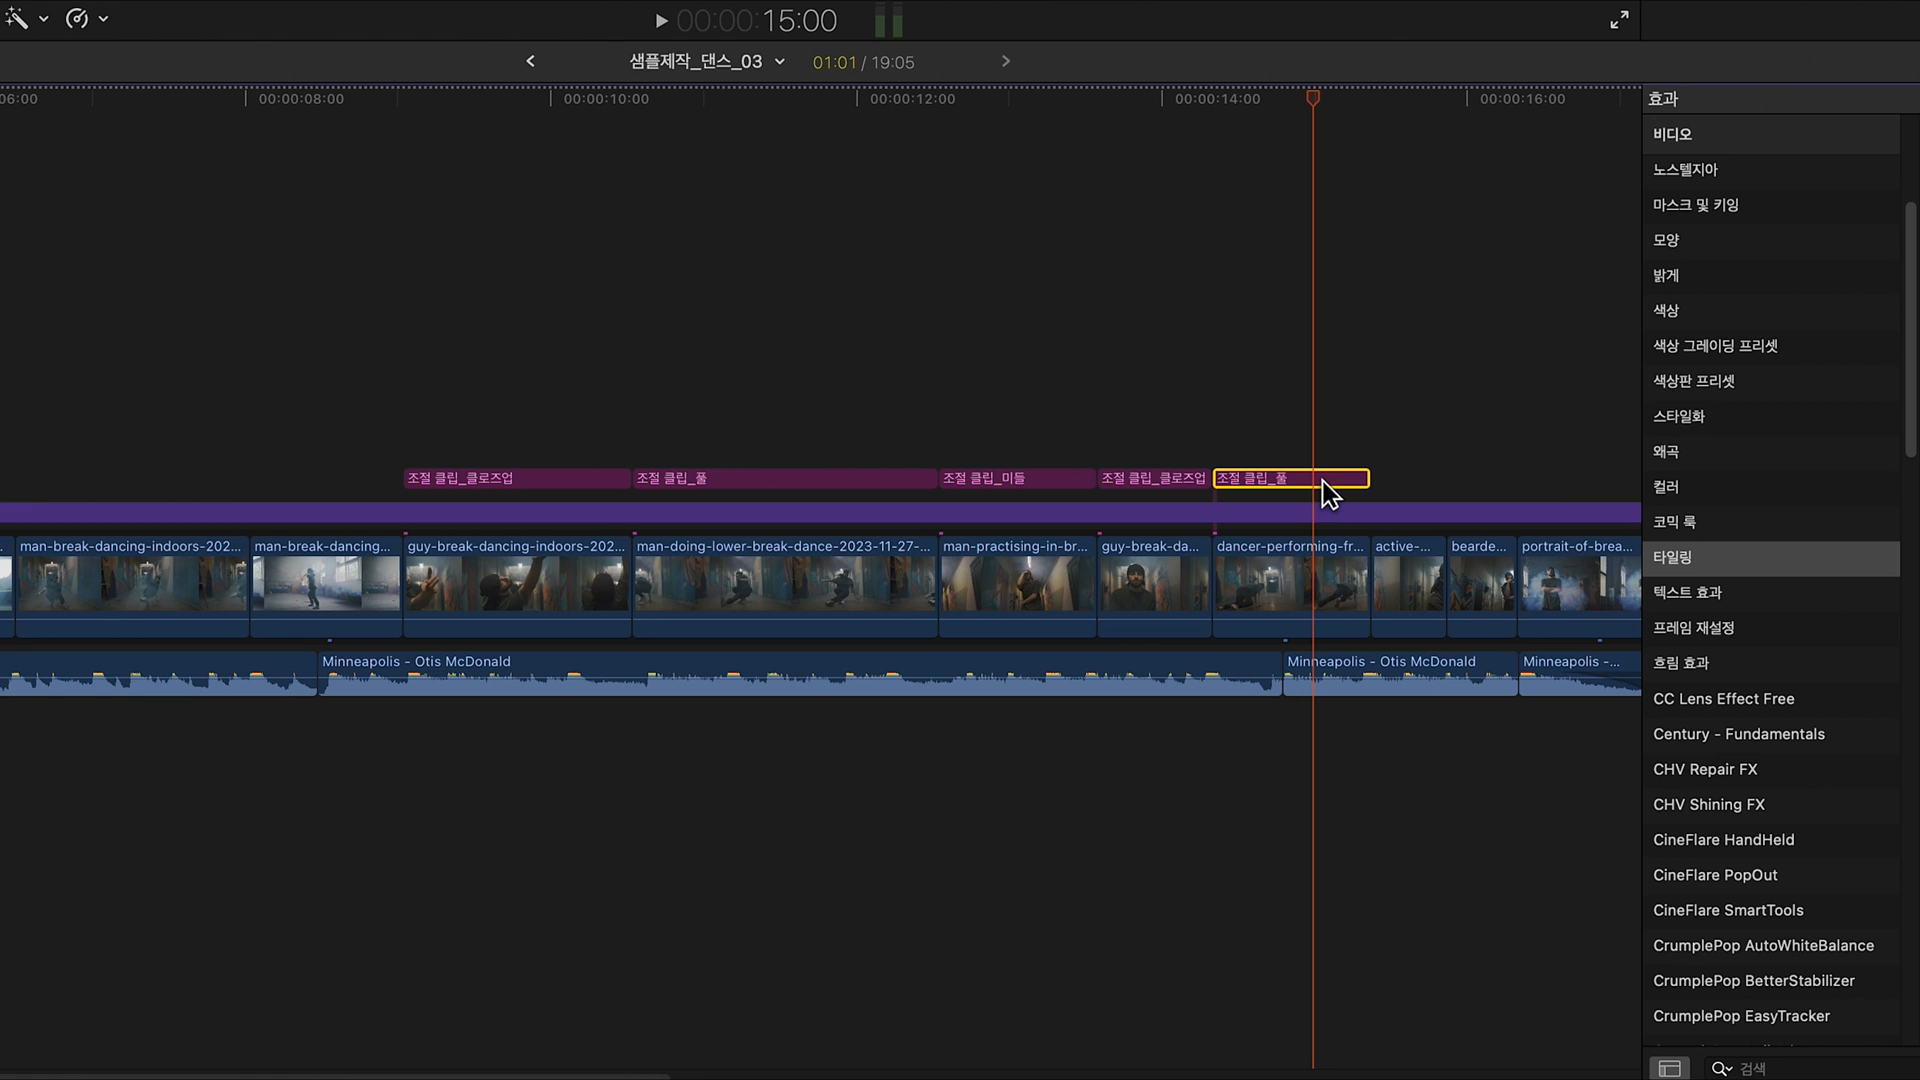 00:00:00:15:00
샘플제작_댄스_03
01:01 / 19:05
06:00
00:00:08:00
00:00:10:00
00:00:12:00
00:00:14:00
00:00:16:00
조절 클립_클로즈업
조절 클립_풀
조절 클립_미들
조절 클립_클로즈업
조절 클립_풀
man-break-dancing-indoors-202...
man-break-dancing...
guy-break-dancing-indoors-202...
man-doing-lower-break-dance-2023-11-27-...
man-practising-in-br...
guy-break-da...
dancer-performing-fr...
active-...
bearde...
portrait-of-brea...
Minneapolis - Otis McDonald
Minneapolis - Otis McDonald
Minneapolis -...
효과
비디오
노스텔지아
마스크 및 키잉
모양
밝게
색상
색상 그레이딩 프리셋
색상판 프리셋
스타일화
왜곡
컬러
코믹 룩
타일링
텍스트 효과
프레임 재설정
흐림 효과
CC Lens Effect Free
Century - Fundamentals
CHV Repair FX
CHV Shining FX
CineFlare HandHeld
CineFlare PopOut
CineFlare SmartTools
CrumplePop AutoWhiteBalance
CrumplePop BetterStabilizer
CrumplePop EasyTracker
검색